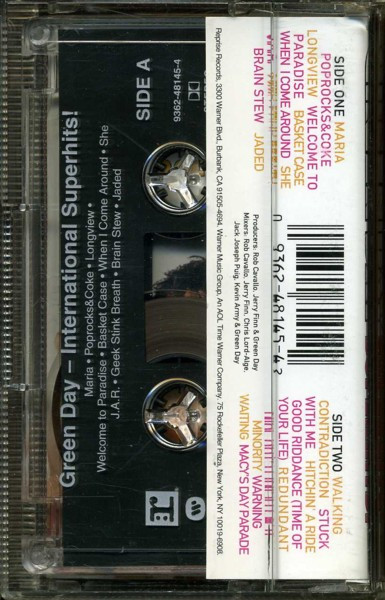 SIDE ONE MARIA
POPROCKS&COKE
LONGVIEW WELCOME TO
PARADISE BASKET CASE
WHEN I COME AROUND SHE
BRAIN STEW JADED
9362-48145-4
SIDE TWO WALKING
CONTRADICTION STUCK
WITH ME HITCHIN' A RIDE
GOOD RIDDANCE (TIME OF
YOUR LIFE) REDUNDANT
MINORITY WARNING
WAITING MACY'S DAY PARADE
Producers: Rob Cavallo, Jerry Finn & Green Day
Mixers: Rob Cavallo, Jerry Finn, Chris Lord-Alge,
Jack Joseph Puig, Kevin Army & Green Day
Reprise Records, 3300 Warner Blvd., Burbank, CA 91505-4694. Warner Music Group, An AOL Time Warner Company. 75 Rockefeller Plaza, New York, NY 10019-6908.
9362-48145-4
SIDE A
Green Day – International Superhits!
Maria • Poprocks&Coke • Longview •
Welcome to Paradise • Basket Case • When I Come Around • She
J.A.R. • Geek Stink Breath • Brain Stew • Jaded